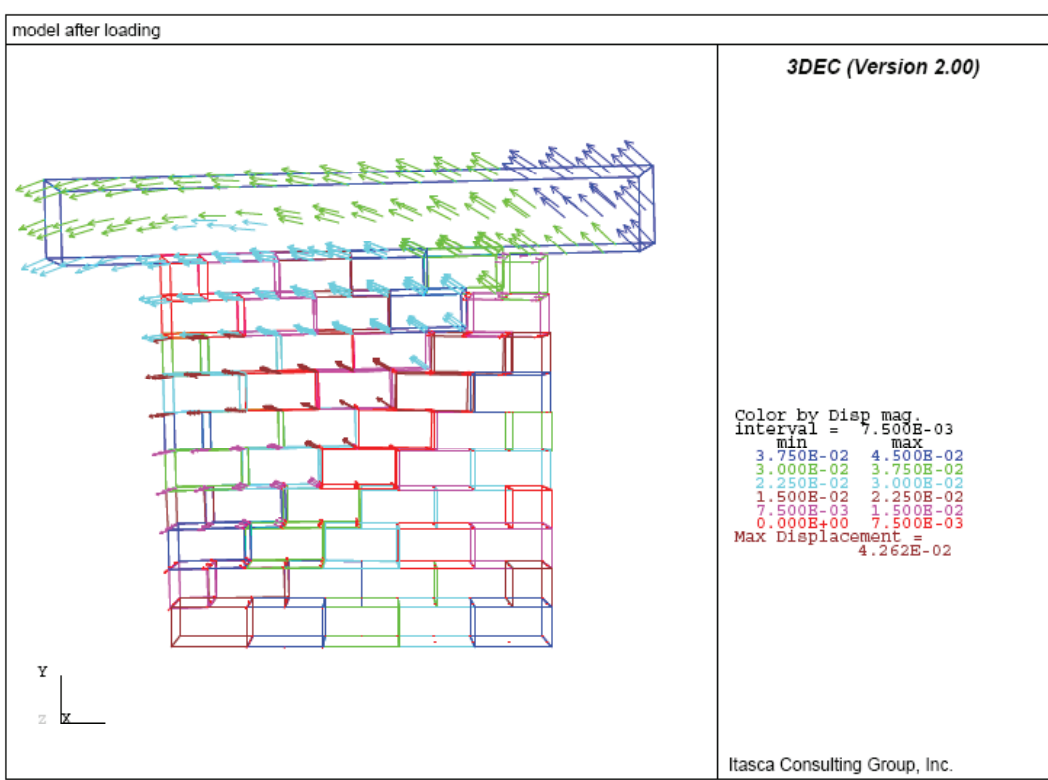 model after loading
3DEC (Version 2.00)
Color by Disp mag.
interval = 7.500E-03
min max
3.750E-02 4.500E-02
3.000E-02 3.750E-02
2.250E-02 3.000E-02
1.500E-02 2.250E-02
7.500E-03 1.500E-02
0.000E+00 7.500E-03
Max Displacement =
4.262E-02
Y
Z X
Itasca Consulting Group, Inc.